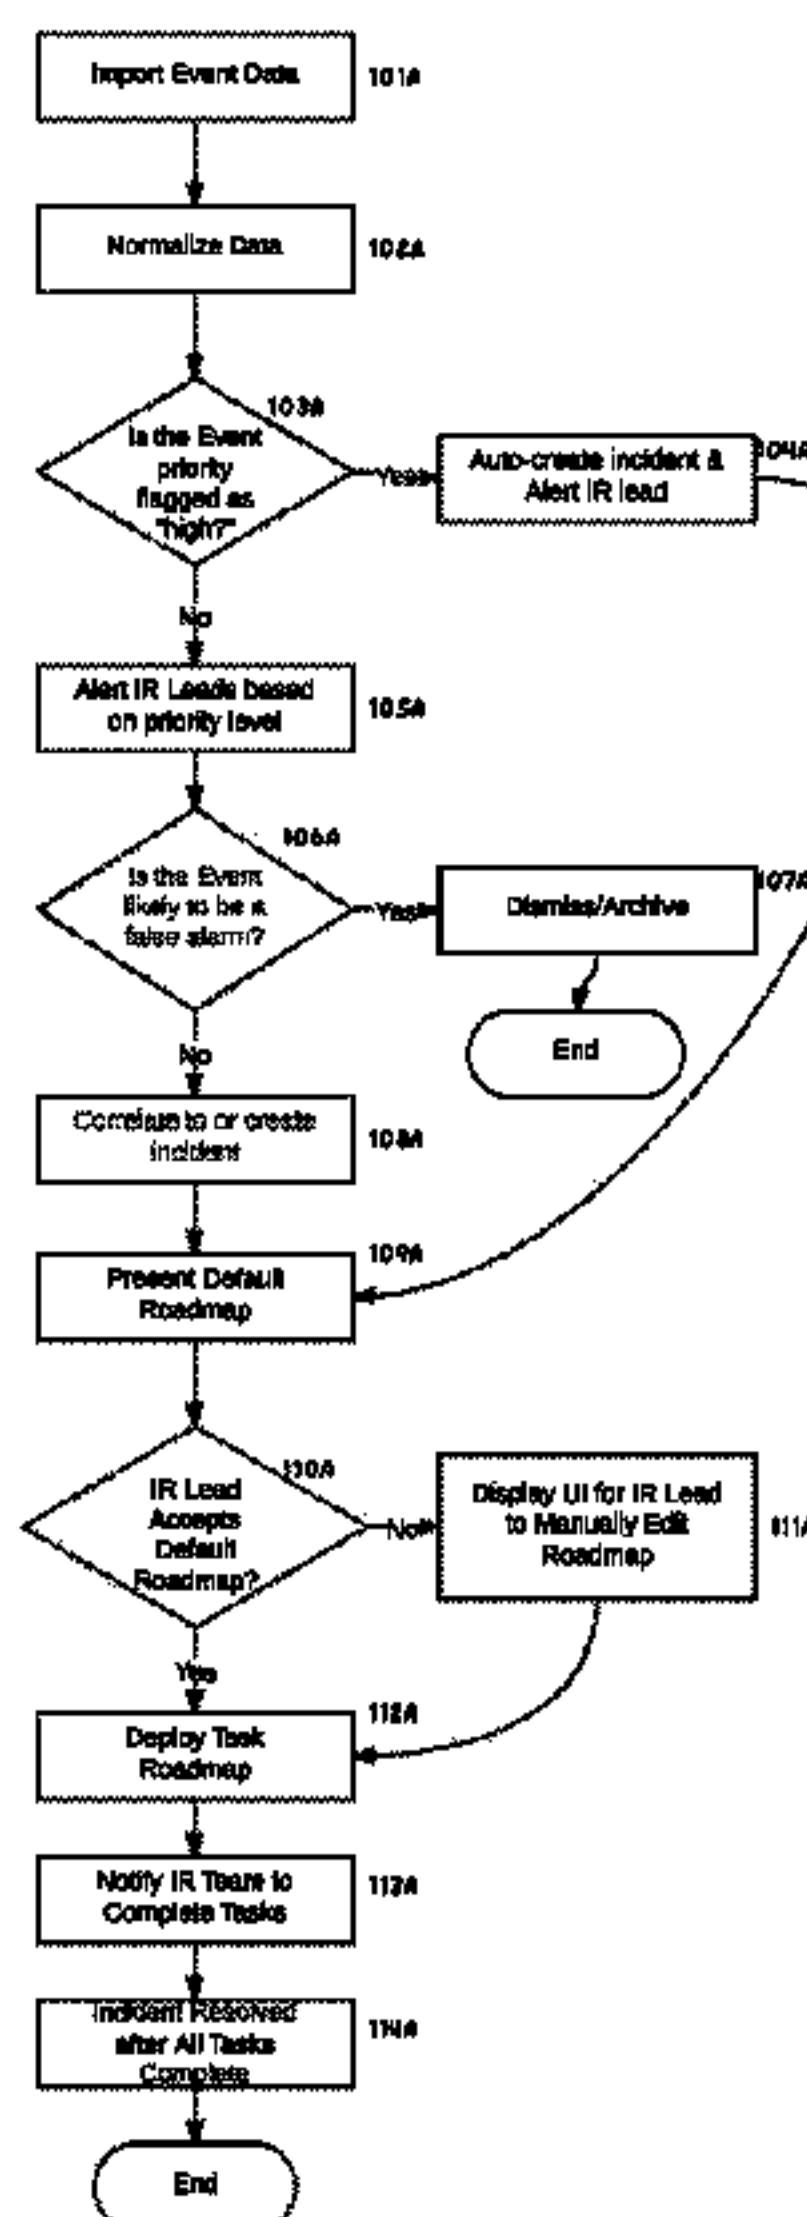 Import Event Data
101A
Normalize Data
102A
103A
Is the Event
priority
flagged as
"high?"
Yes
Auto-create incident &
Alert IR lead
104A
No
Alert IR Leads based
on priority level
105A
106A
Is the Event
likely to be a
false alarm?
Yes
Dismiss/Archive
107A
End
No
Correlate to or create
incident
108A
109A
Present Default
Roadmap
110A
IR Lead
Accepts
Default
Roadmap?
No
Display UI for IR Lead
to Manually Edit
Roadmap
111A
Yes
112A
Deploy Task
Roadmap
Notify IR Team to
Complete Tasks
113A
Incident Resolved
after All Tasks
Complete
114A
End